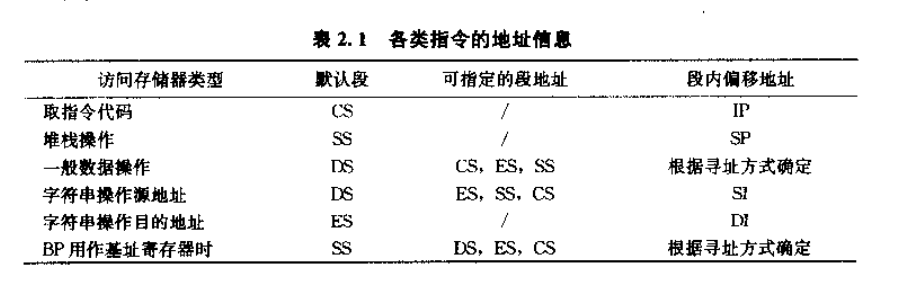 表 2.1 各类指令的地址信息
访问存储器类型 默认段 可指定的段地址 段内偏移地址
取指令代码 CS / IP
堆栈操作 SS / SP
一般数据操作 DS CS，ES，SS 根据寻址方式确定
字符串操作源地址 DS ES，SS，CS SI
字符串操作目的地址 ES / DI
BP 用作基址寄存器时 SS DS，ES，CS 根据寻址方式确定